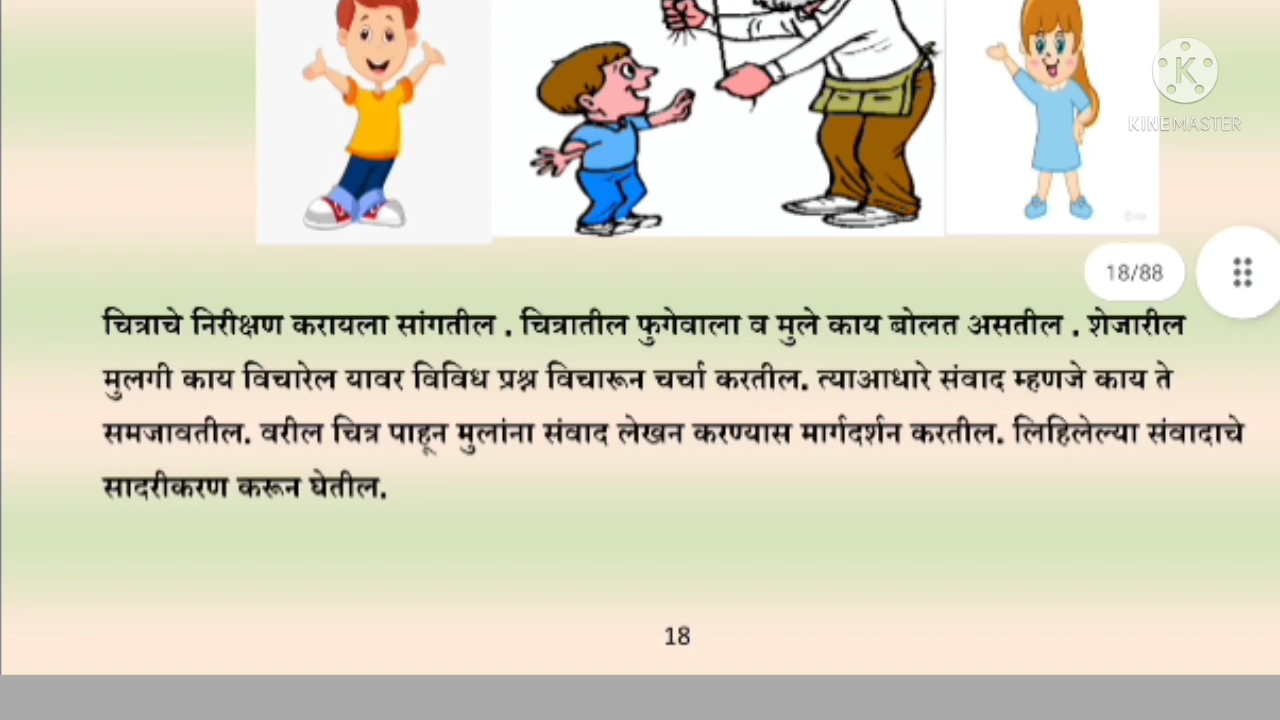 K
KINEMASTER
18/88
चित्राचे निरीक्षण करायला सांगतील . चित्रातील फुगेवाला व मुले काय बोलत असतील . शेजारील
मुलगी काय विचारेल यावर विविध प्रश्न विचारून चर्चा करतील. त्याआधारे संवाद म्हणजे काय ते
समजावतील. वरील चित्र पाहून मुलांना संवाद लेखन करण्यास मार्गदर्शन करतील. लिहिलेल्या संवादाचे
सादरीकरण करून घेतील.
18